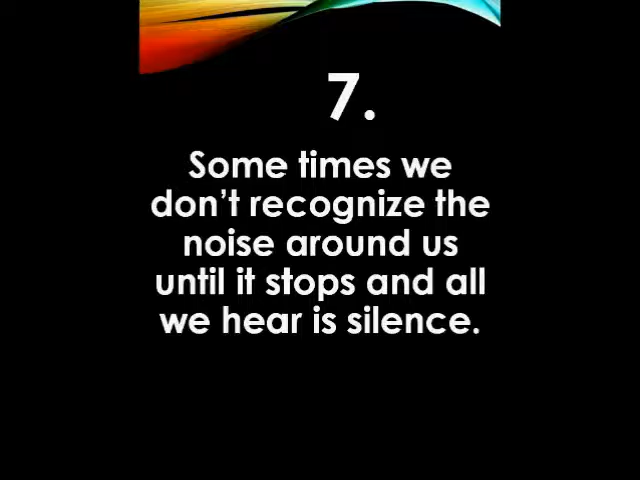 7.
Some times we
don't recognize the
noise around us
until it stops and all
we hear is silence.